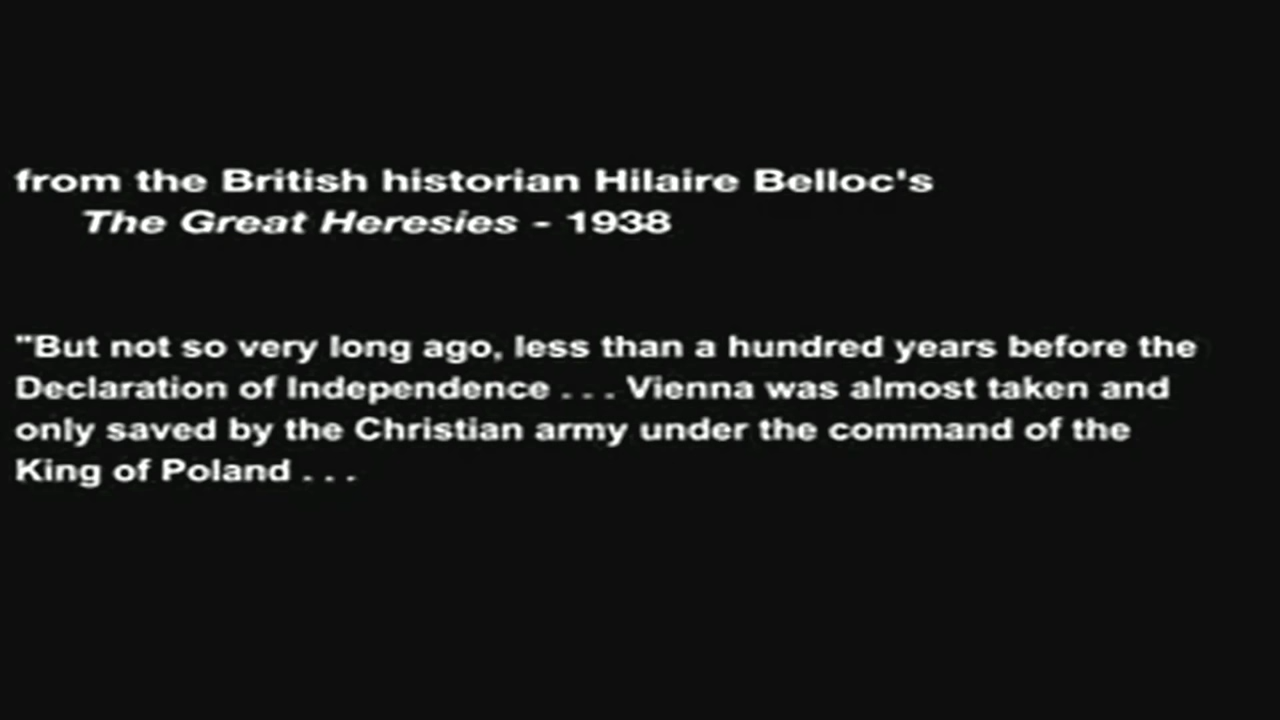 from the British historian Hilaire Belloc's
The Great Heresies - 1938
"But not so very long ago, less than a hundred years before the
Declaration of Independence . . . Vienna was almost taken and
only saved by the Christian army under the command of the
King of Poland . . .